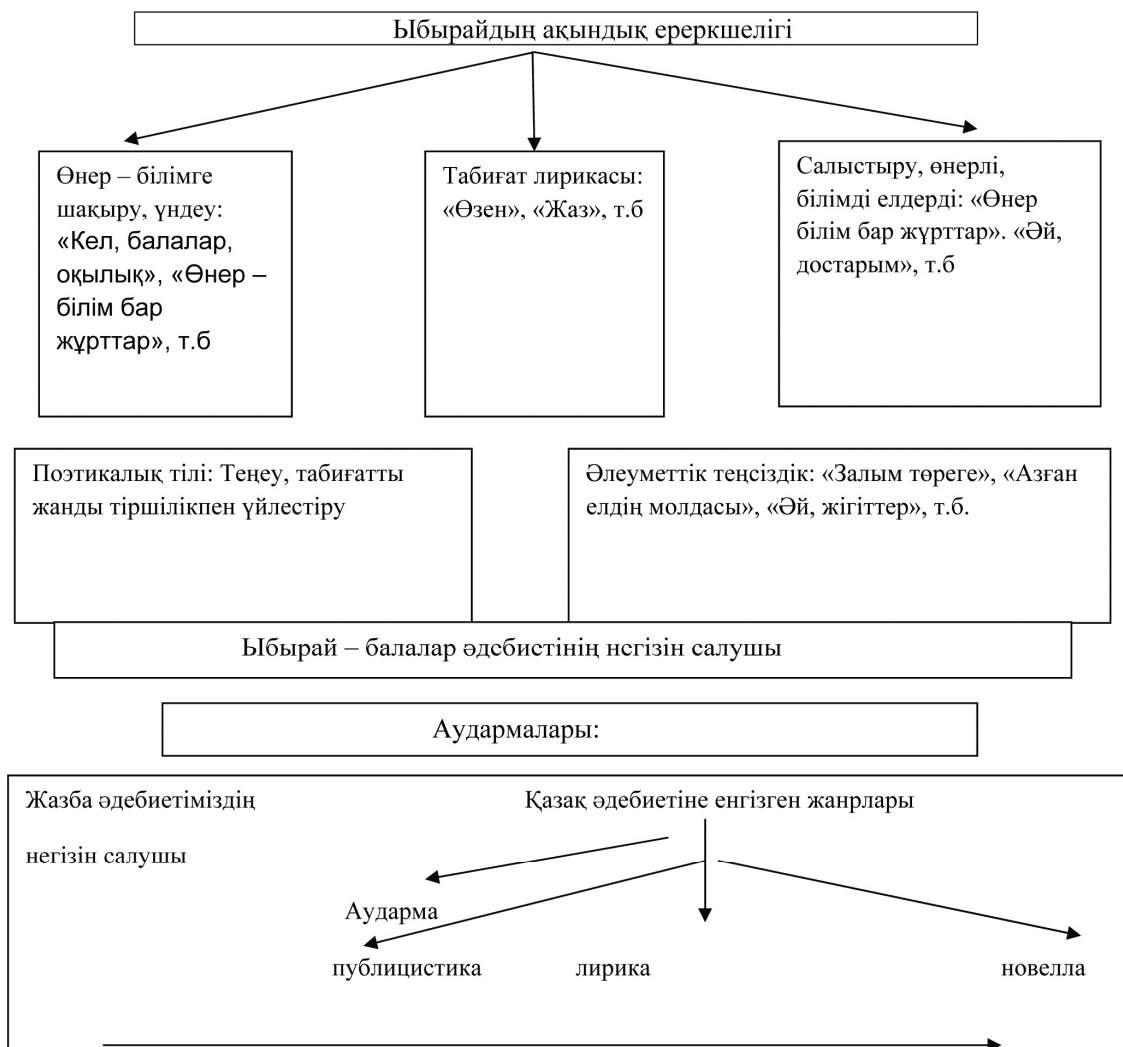 Ыбырайдың ақындық ереркшелігі
Өнер – білімге
шақыру, үндеу:
«Кел, балалар,
оқылық», «Өнер –
білім бар
жұрттар», т.б
Табиғат лирикасы:
«Өзен», «Жаз», т.б
Салыстыру, өнерлі,
білімді елдерді: «Өнер
білім бар жұрттар». «Әй,
достарым», т.б
Поэтикалық тілі: Теңеу, табиғатты
жанды тіршілікпен үйлестіру
Әлеуметтік теңсіздік: «Залым төреге», «Азған
елдің молдасы», «Әй, жігіттер», т.б.
Ыбырай – балалар әдебиетінің негізін салушы
Аудармалары:
Жазба әдебиетіміздің
негізін салушы
Қазақ әдебиетіне енгізген жанрлары
Аударма
публицистика лирика новелла